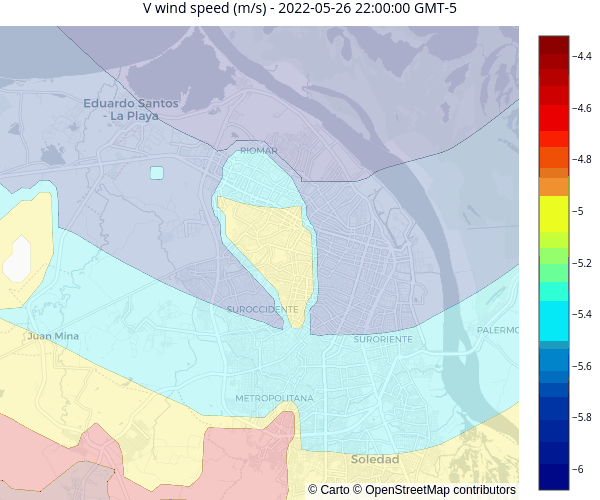 V wind speed (m/s) - 2022-05-26 22:00:00 GMT-5
−4.4
Eduardo Santos
- La Playa
−4.6
RIOMAR
−4.8
−5
−5.2
SUROCCIDENTE
−5.4
Juan Mina
SURORIENTE
PALERMO
−5.6
METROPOLITANA
−5.8
Soledad
−6
© Carto © OpenStreetMap contributors